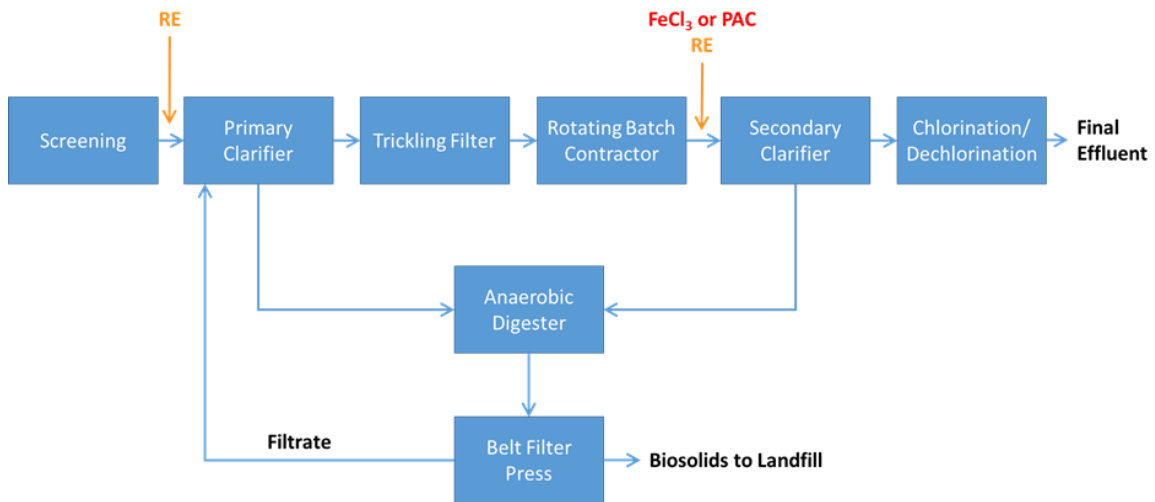 RE
FeCl₃ or PAC
RE
Screening
Primary
Clarifier
Trickling Filter
Rotating Batch
Contractor
Secondary
Clarifier
Chlorination/
Dechlorination
Final
Effluent
Anaerobic
Digester
Filtrate
Belt Filter
Press
Biosolids to Landfill